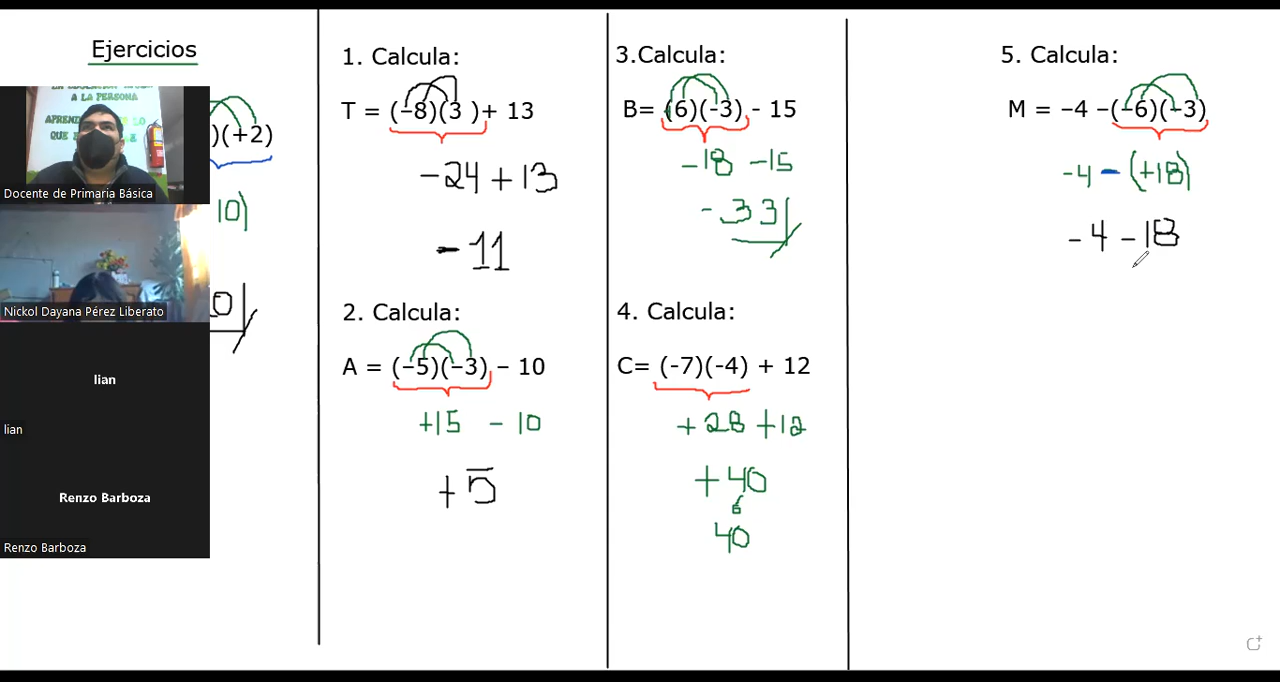 Ejercicios
A LA PERSONA
)(+2)
Docente de Primaria Básica
10)
Nickol Dayana Pérez Liberato
0
lian
lian
Renzo Barboza
Renzo Barboza
1. Calcula:
T = (−8)(3 )+ 13
-24 + 13
- 11
2. Calcula:
A = (−5)(−3) − 10
+15 - 10
+ 5
3.Calcula:
B= (6)(-3) - 15
-18 -15
- 33
4. Calcula:
C= (-7)(-4) + 12
+ 28 +12
+ 40
ó
40
5. Calcula:
M = −4 −(−6)(−3)
-4 - (+18)
- 4 - 18